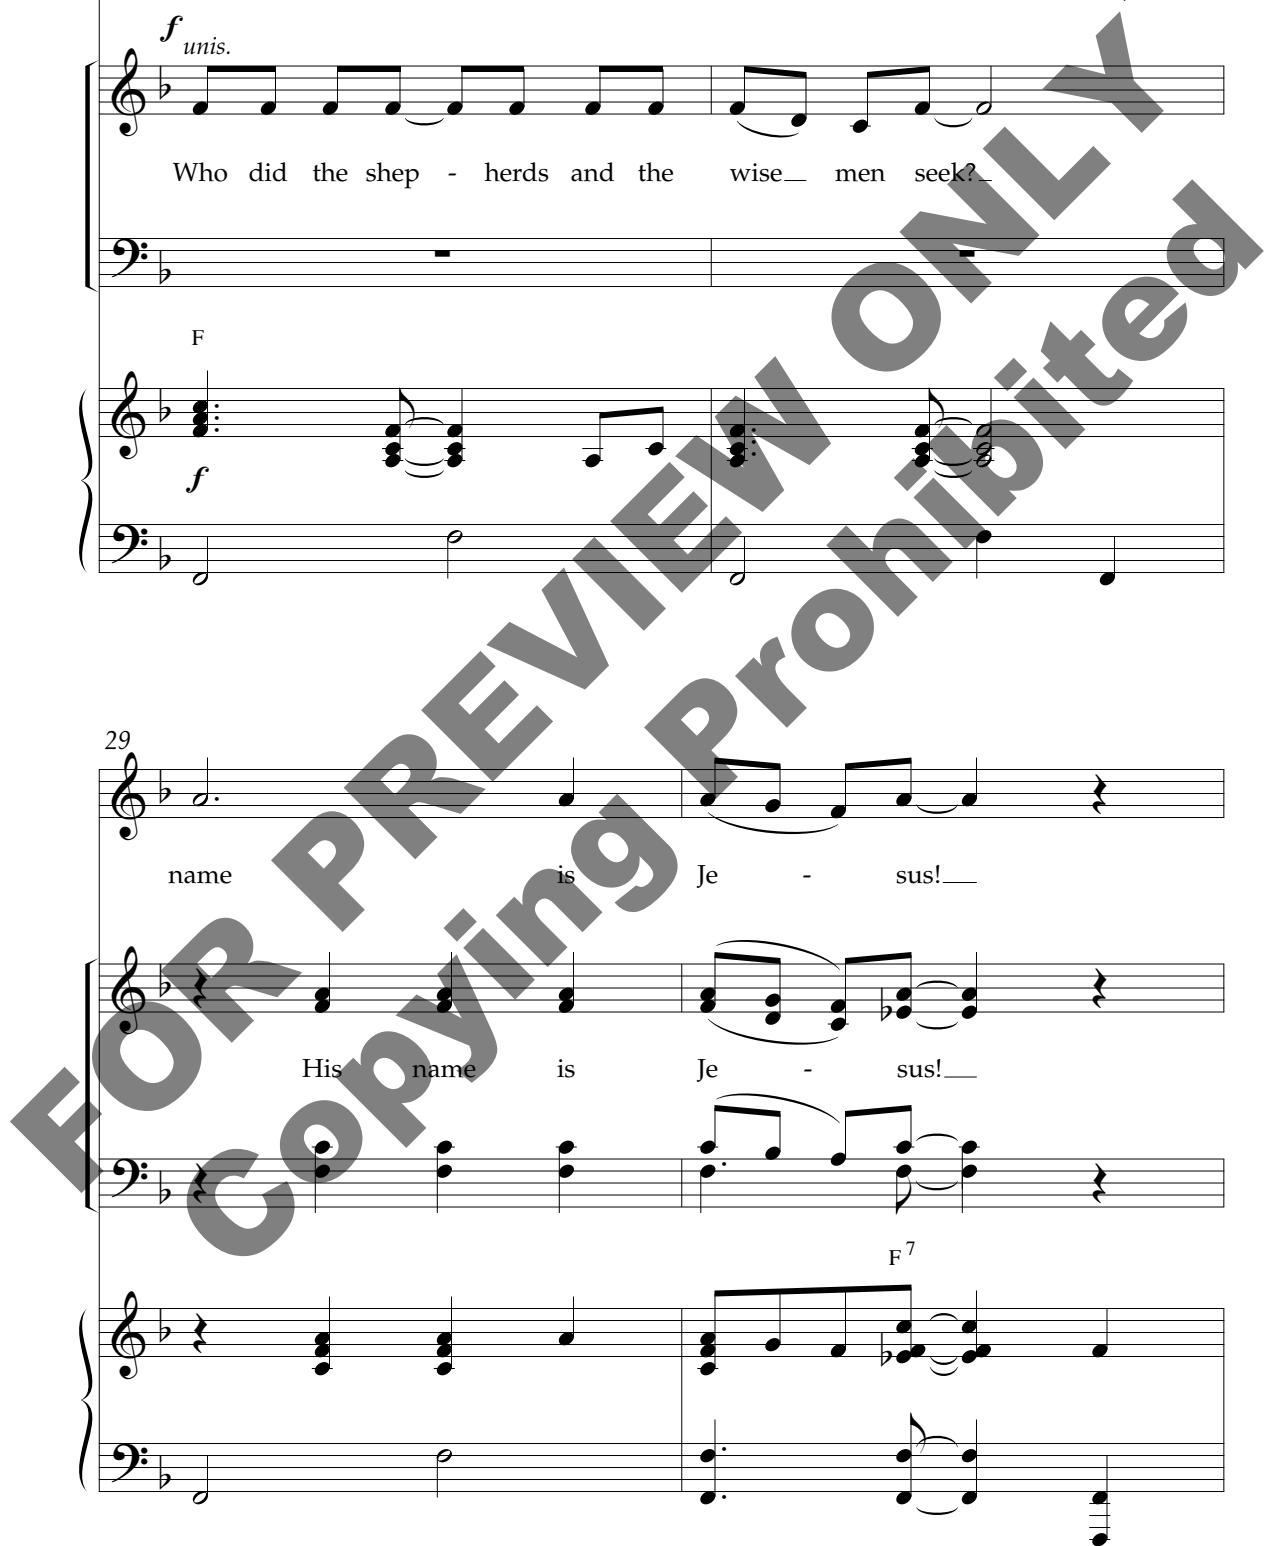 f
unis.
Who did the shep - herds and the wise men seek?
F
f
29
name is Je - sus!
His name is Je - sus!
F7
FOR PREVIEW ONLY
Copying Prohibited